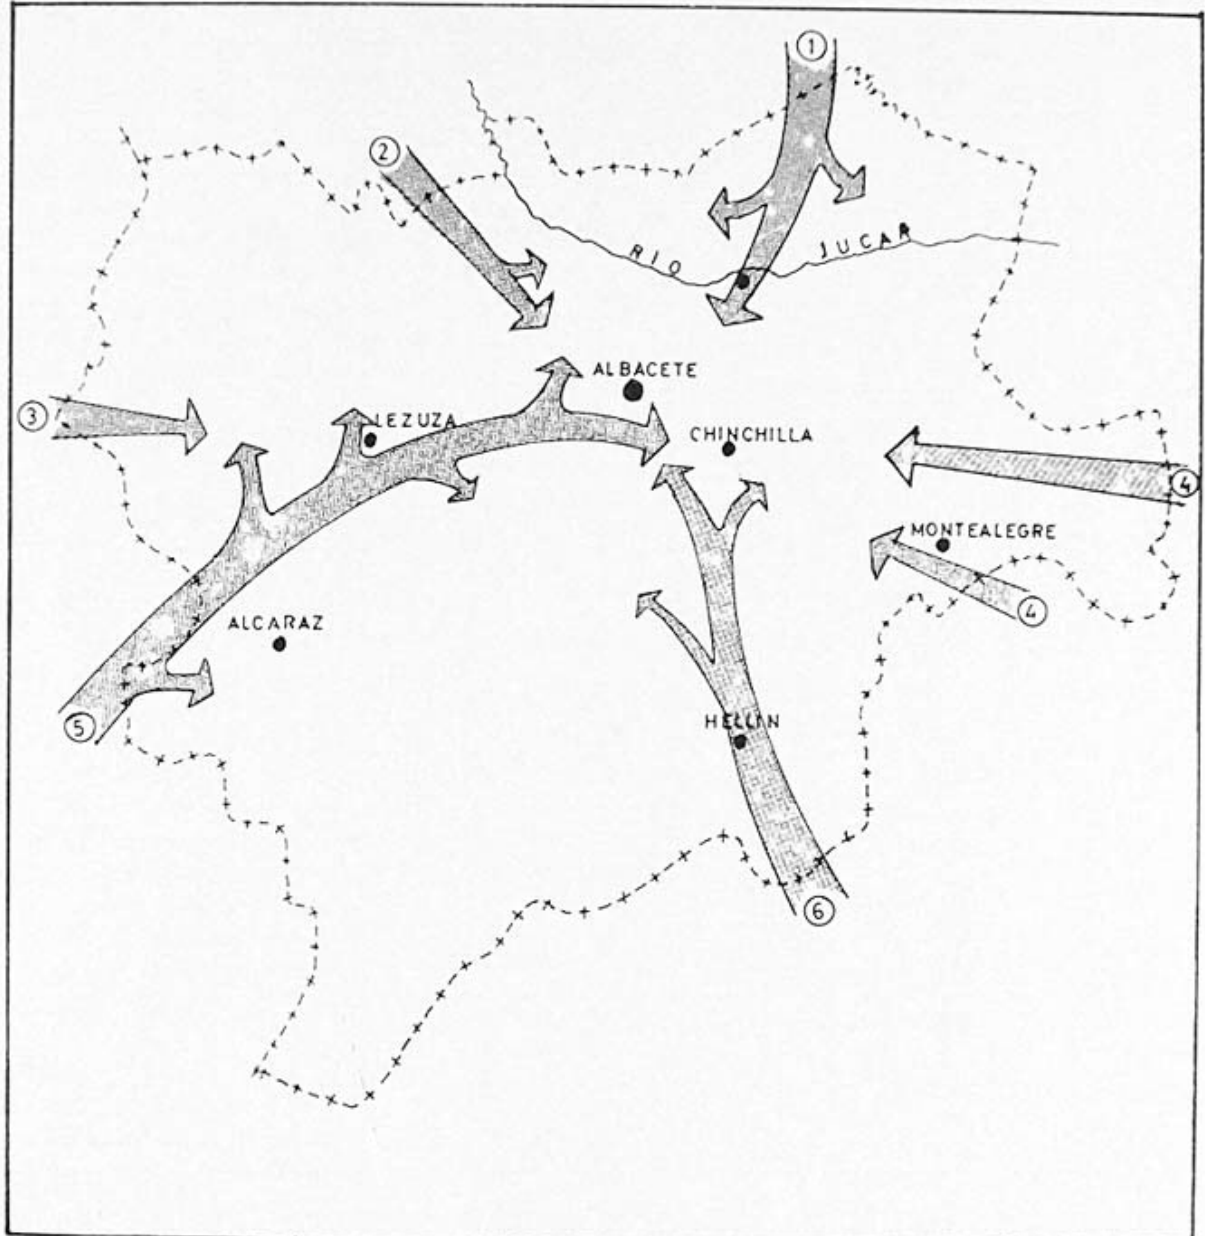 1
2
RIO JUCAR
ALBACETE
3
LEZUZA
CHINCHILLA
4
MONTEALEGRE
4
ALCARAZ
5
HELLIN
6